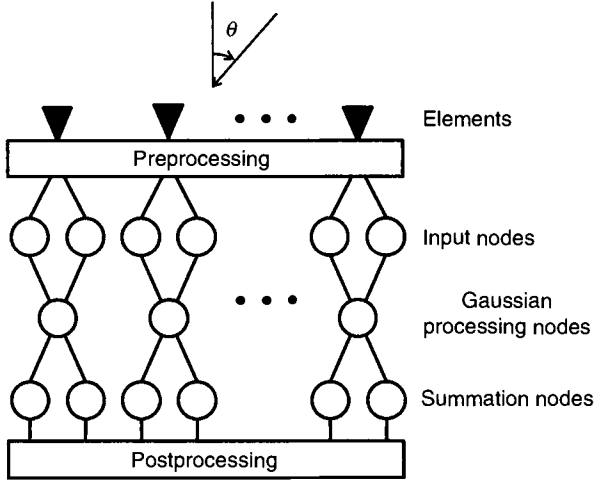 θ
Elements
Preprocessing
Input nodes
Gaussian
processing nodes
Summation nodes
Postprocessing